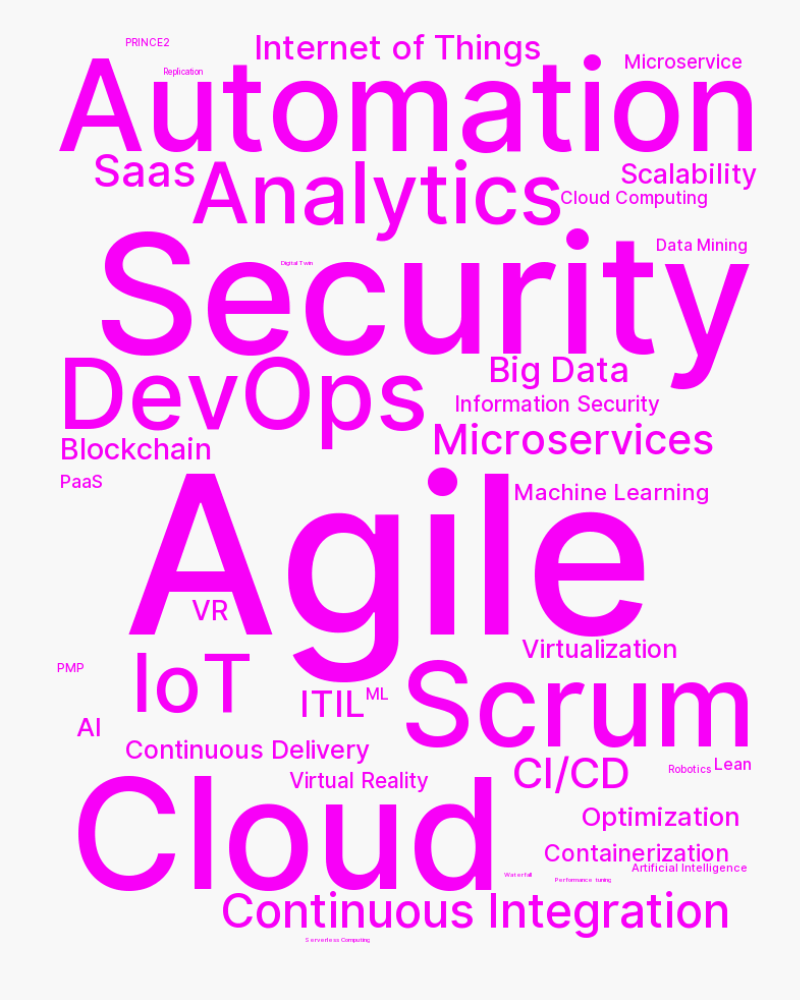 PRINCE2
Internet of Things
Microservice
Replication
Automation
Saas
Analytics
Scalability
Cloud Computing
Data Mining
Digital Twin
Security
DevOps
Big Data
Information Security
Blockchain
Microservices
PaaS
Machine Learning
Agile
VR
Virtualization
PMP
IoT
ITIL
ML
Scrum
AI
Continuous Delivery
CI/CD
Robotics
Lean
Virtual Reality
Cloud
Optimization
Containerization
Artificial Intelligence
Waterfall
Performance tuning
Continuous Integration
Serverless Computing